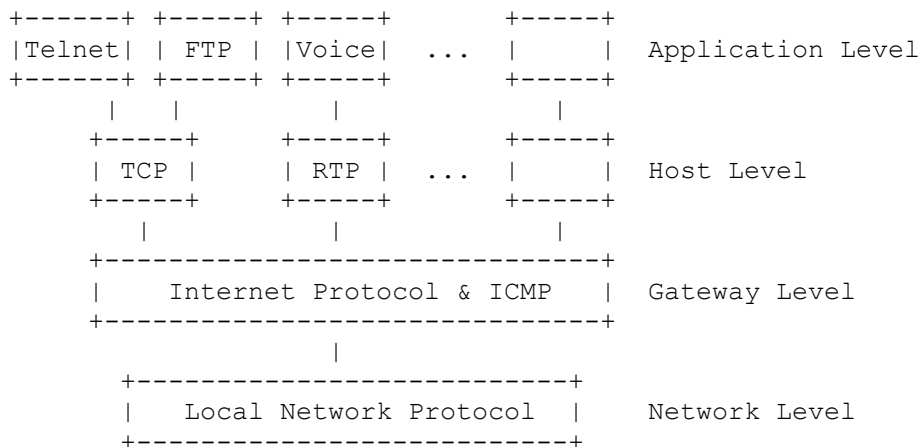 Telnet FTP Voice ... Application Level
TCP RTP ... Host Level
Internet Protocol & ICMP Gateway Level
Local Network Protocol Network Level